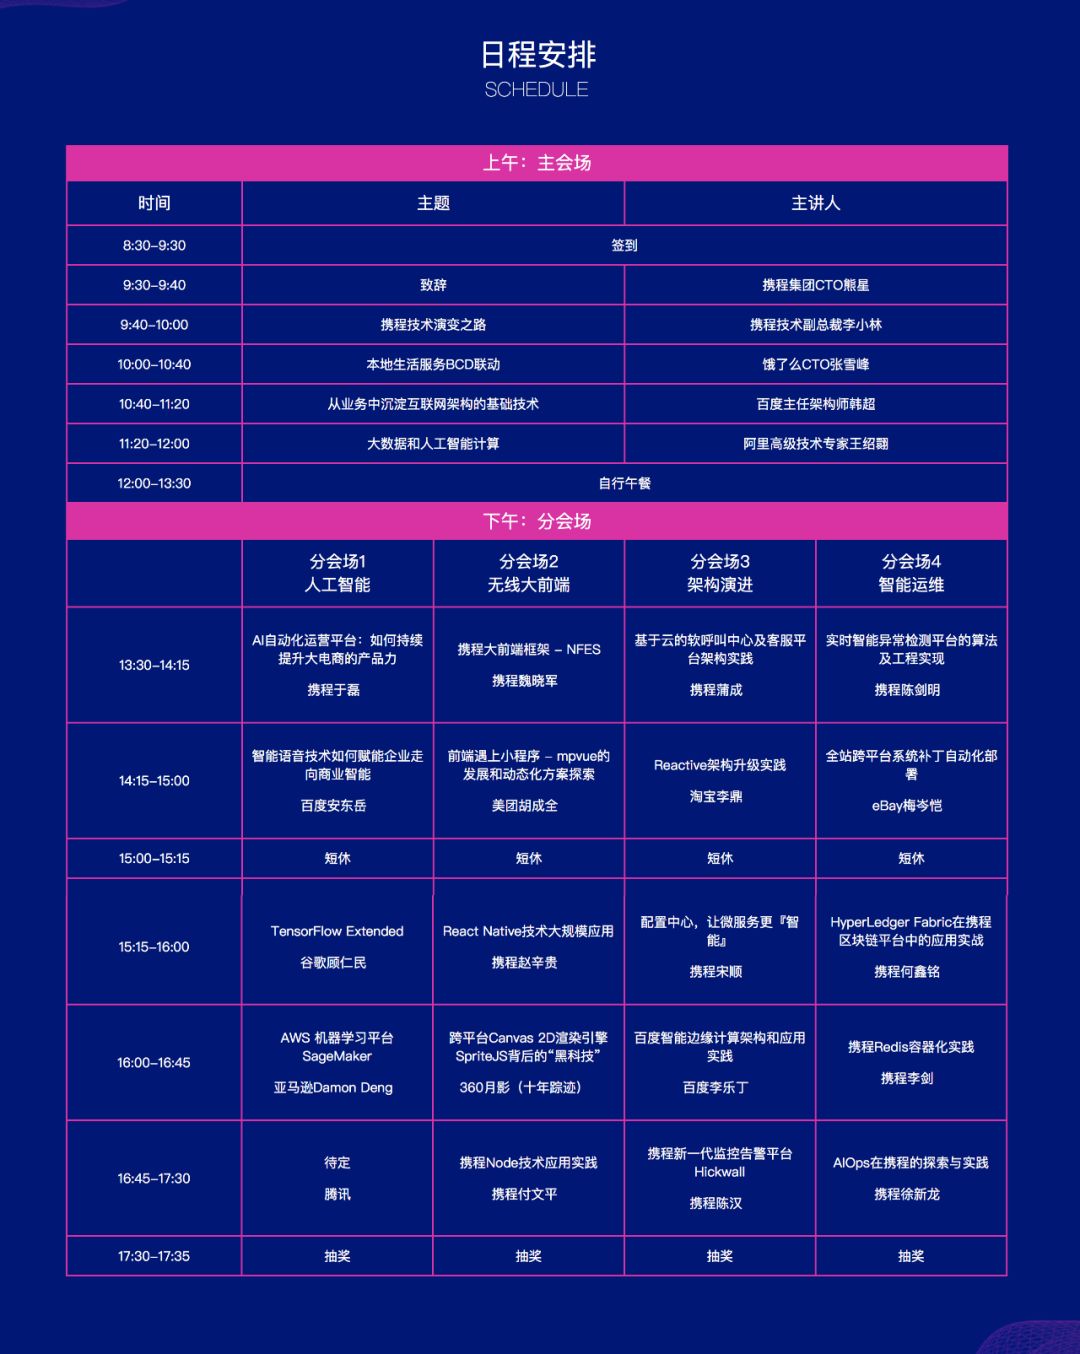 日程安排
SCHEDULE
上午：主会场
时间 主题 主讲人
8:30-9:30 签到
9:30-9:40 致辞 携程集团CTO熊星
9:40-10:00 携程技术演变之路 携程技术副总裁李小林
10:00-10:40 本地生活服务BCD联动 饿了么CTO张雪峰
10:40-11:20 从业务中沉淀互联网架构的基础技术 百度主任架构师韩超
11:20-12:00 大数据和人工智能计算 阿里高级技术专家王绍翾
12:00-13:30 自行午餐
下午：分会场
分会场1 分会场2 分会场3 分会场4
人工智能 无线大前端 架构演进 智能运维
13:30-14:15
AI自动化运营平台：如何持续
提升大电商的产品力
携程于磊
携程大前端框架 – NFES
携程魏晓军
基于云的软呼叫中心及客服平
台架构实践
携程蒲成
实时智能异常检测平台的算法
及工程实现
携程陈剑明
14:15-15:00
智能语音技术如何赋能企业走
向商业智能
百度安东岳
前端遇上小程序 – mpvue的
发展和动态化方案探索
美团胡成全
Reactive架构升级实践
淘宝李鼎
全站跨平台系统补丁自动化部
署
eBay梅岑恺
15:00-15:15 短休 短休 短休 短休
15:15-16:00
TensorFlow Extended
谷歌顾仁民
React Native技术大规模应用
携程赵辛贵
配置中心，让微服务更『智
能』
携程宋顺
HyperLedger Fabric在携程
区块链平台中的应用实战
携程何鑫铭
16:00-16:45
AWS 机器学习平台
SageMaker
亚马逊Damon Deng
跨平台Canvas 2D渲染引擎
SpriteJS背后的“黑科技”
360月影（十年踪迹）
百度智能边缘计算架构和应用
实践
百度李乐丁
携程Redis容器化实践
携程李剑
16:45-17:30
待定
腾讯
携程Node技术应用实践
携程付文平
携程新一代监控告警平台
Hickwall
携程陈汉
AIOps在携程的探索与实践
携程徐新龙
17:30-17:35 抽奖 抽奖 抽奖 抽奖